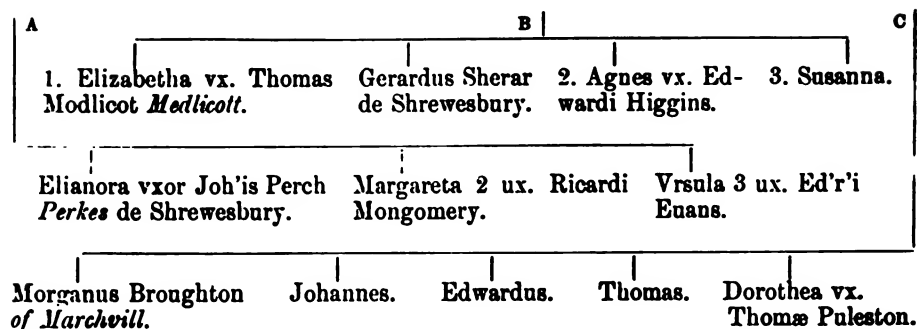 A B C
1. Elizabetha vx. Thomas Gerardus Sherar 2. Agnes vx. Ed- 3. Susanna.
Modlicot Medlicott. de Shrewesbury. wardi Higgins.
Elianora vxor Joh'is Perch Margareta 2 ux. Ricardi Vrsula 3 ux. Ed'r'i
Perkes de Shrewesbury. Mongomery. Euans.
Morganus Broughton Johannes. Edwardus. Thomas. Dorothea vx.
of Marchvill. Thomæ Puleston.